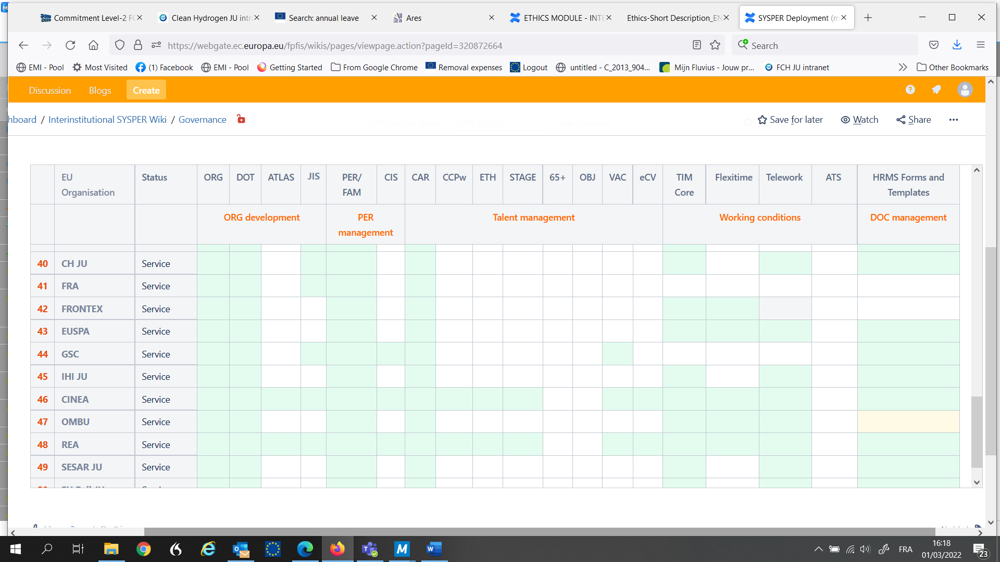 Commitment Level-2 FC
Clean Hydrogen JU intra
Search: annual leave
Ares
ETHICS MODULE - INTE
Ethics-Short Description_EN
SYSPER Deployment (m
https://webgate.ec.europa.eu/fpfis/wikis/pages/viewpage.action?pageId=320872664
Search
EMI - Pool
Most Visited
(1) Facebook
EMI - Pool
Getting Started
From Google Chrome
Removal expenses
Logout
untitled - C_2013_904...
Mijn Fluvius - Jouw pr...
FCH JU intranet
Other Bookmarks
Discussion Blogs Create
hboard / Interinstitutional SYSPER Wiki / Governance
Save for later Watch Share
EU Organisation Status ORG DOT ATLAS JIS PER/ FAM CIS CAR CCPw ETH STAGE 65+ OBJ VAC eCV TIM Core Flexitime Telework ATS HRMS Forms and Templates
ORG development PER management Talent management Working conditions DOC management
40 CH JU Service
41 FRA Service
42 FRONTEX Service
43 EUSPA Service
44 GSC Service
45 IHI JU Service
46 CINEA Service
47 OMBU Service
48 REA Service
49 SESAR JU Service
FRA
16:18
01/03/2022
23